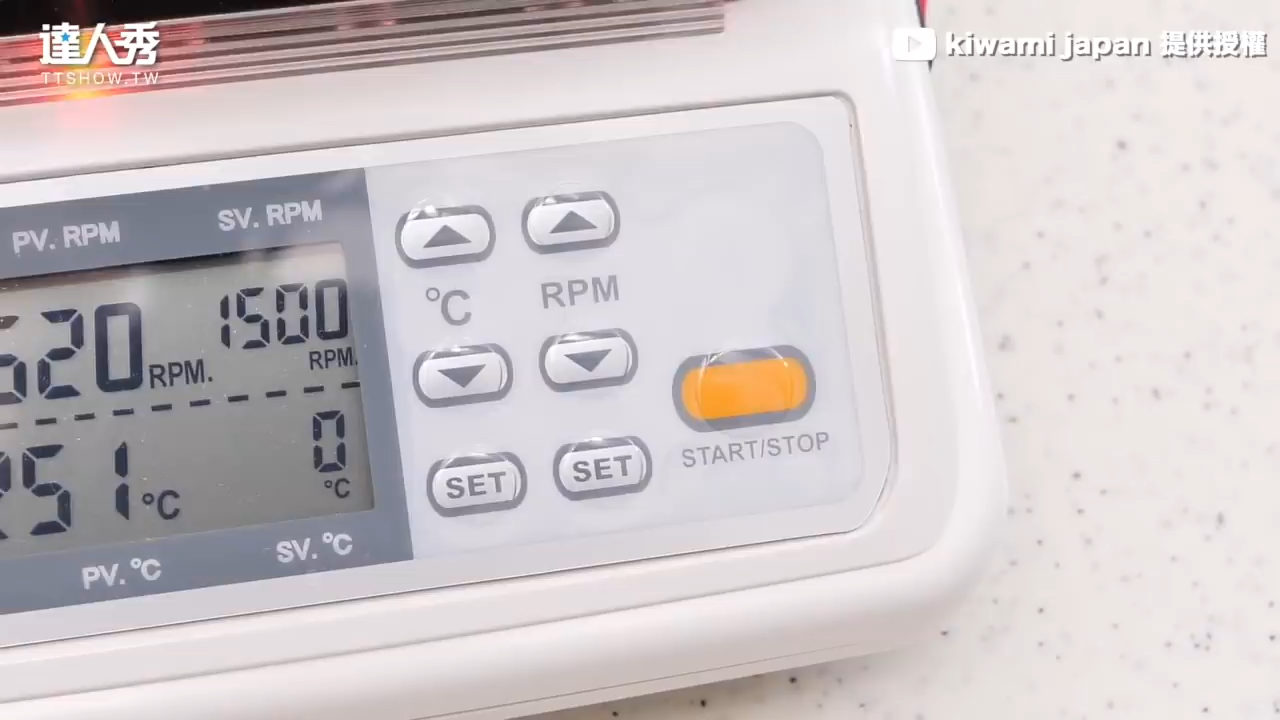 達人秀
TTSHOW.TW
kiwami japan 提供授權
PV. RPM
SV. RPM
620 RPM.
1500 RPM.
251 °C
0 °C
PV. °C
SV. °C
°C
RPM
SET
SET
START/STOP